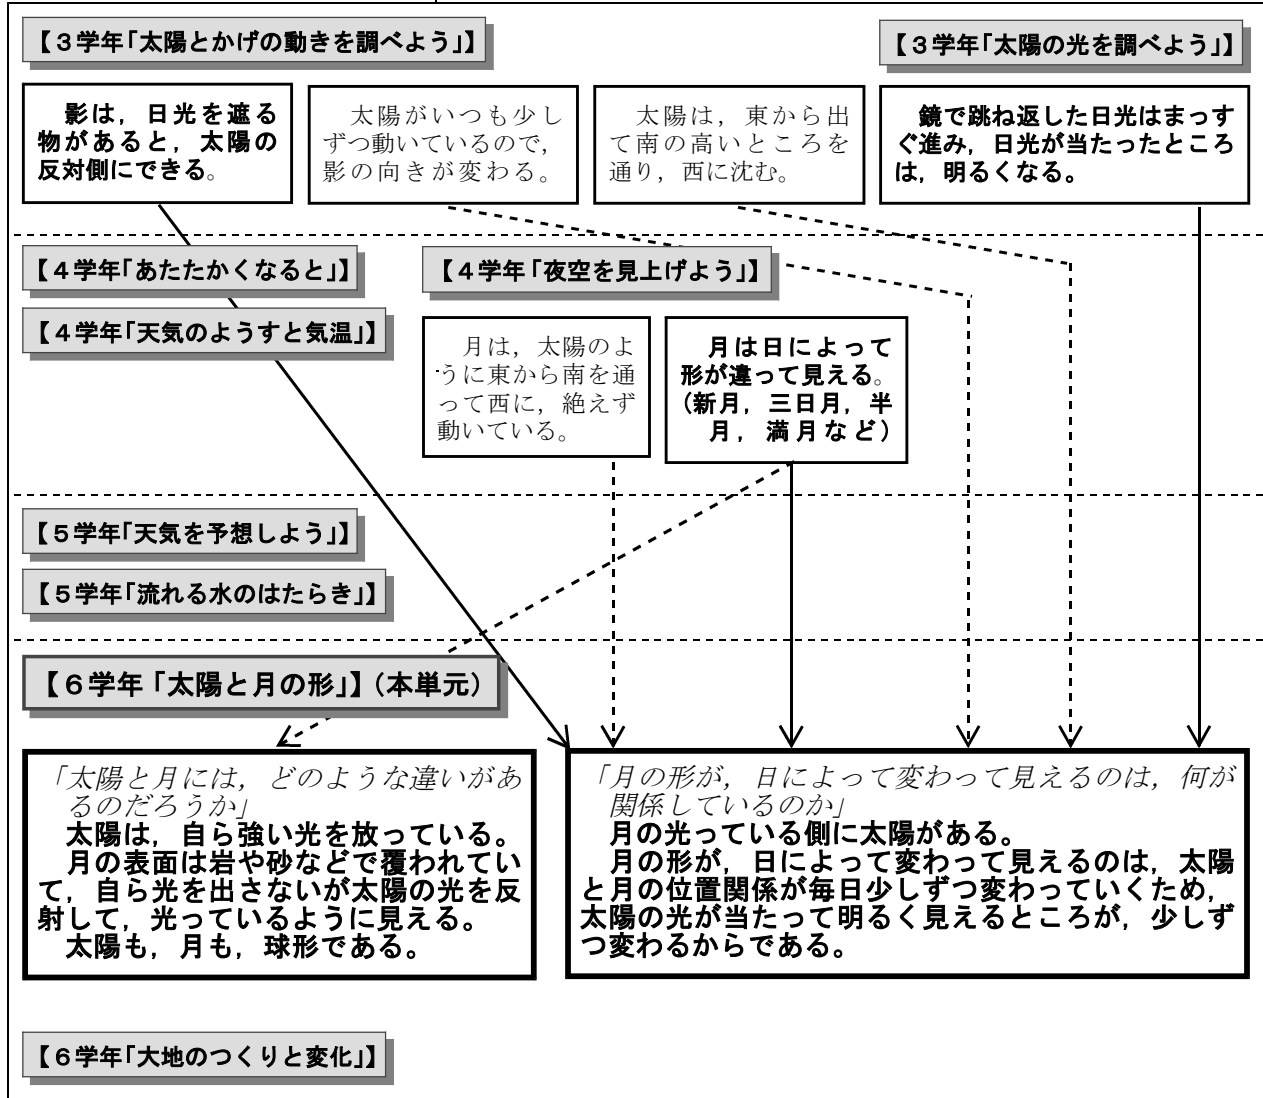 【３学年「太陽とかげの動きを調べよう」】
【３学年「太陽の光を調べよう」】
影は，日光を遮る
物があると，太陽の
反対側にできる。
太陽がいつも少し
ずつ動いているので，
影の向きが変わる。
太陽は，東から出
て南の高いところを
通り，西に沈む。
鏡で跳ね返した日光はまっす
ぐ進み，日光が当たったところ
は，明るくなる。
【４学年「あたたかくなると」】
【４学年「天気のようすと気温」】
【４学年「夜空を見上げよう」】
月は，太陽のよ
うに東から南を通
って西に，絶えず
動いている。
月は日によって
形が違って見える。
（新月，三日月，半
月，満月など）
【５学年「天気を予想しよう」】
【５学年「流れる水のはたらき」】
【６学年「太陽と月の形」】（本単元）
「太陽と月には，どのような違いがあ
るのだろうか」
太陽は，自ら強い光を放っている。
月の表面は岩や砂などで覆われてい
て，自ら光を出さないが太陽の光を反
射して，光っているように見える。
太陽も，月も，球形である。
「月の形が，日によって変わって見えるのは，何が
関係しているのか」
月の光っている側に太陽がある。
月の形が，日によって変わって見えるのは，太陽
と月の位置関係が毎日少しずつ変わっていくため，
太陽の光が当たって明るく見えるところが，少しず
つ変わるからである。
【６学年「大地のつくりと変化」】